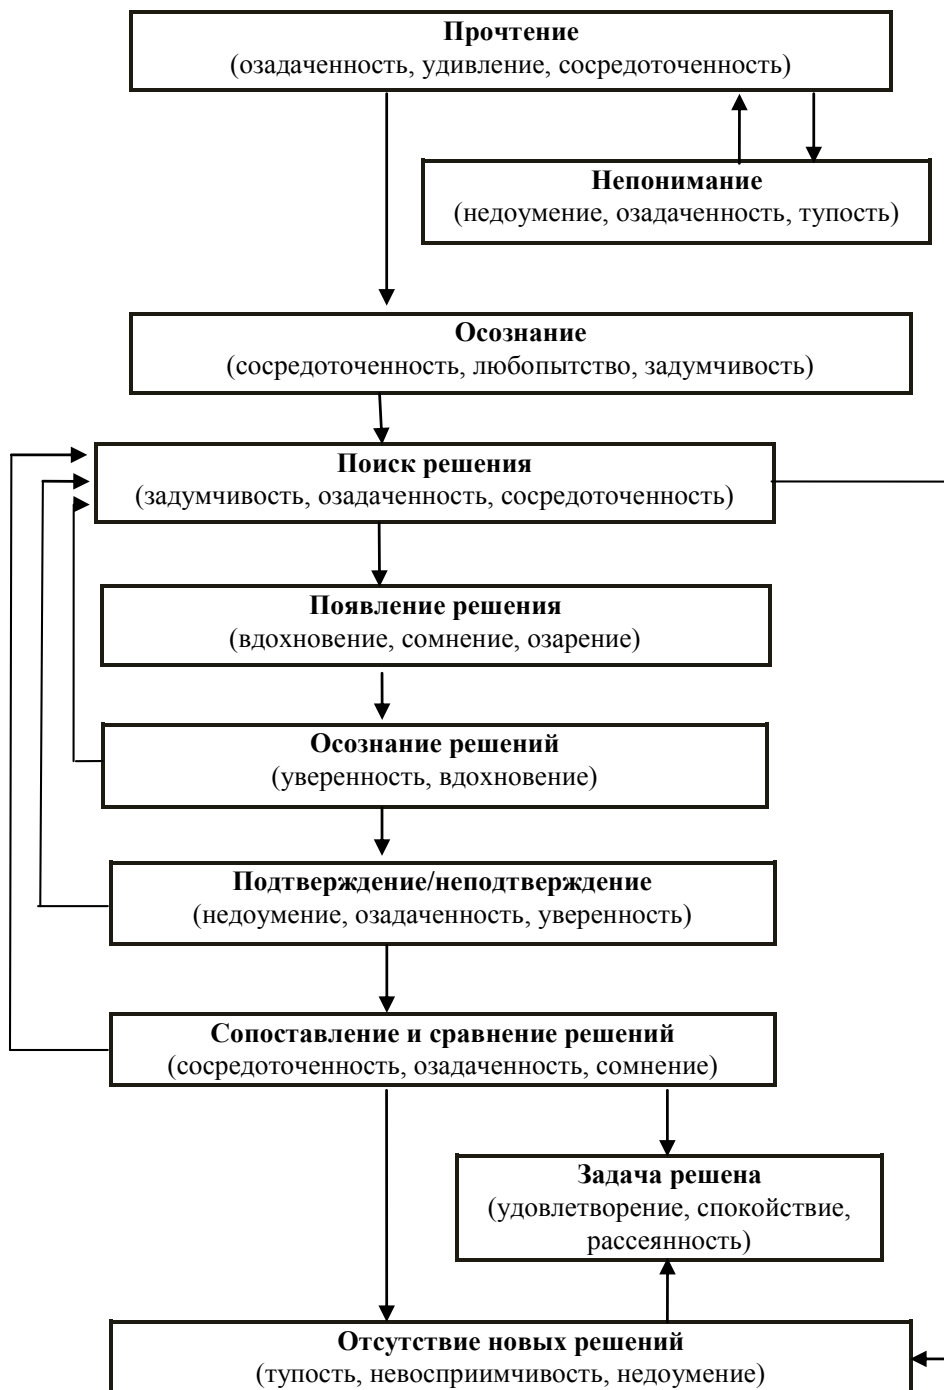 Прочтение
(озадаченность, удивление, сосредоточенность)
Непонимание
(недоумение, озадаченность, тупость)
Осознание
(сосредоточенность, любопытство, задумчивость)
Поиск решения
(задумчивость, озадаченность, сосредоточенность)
Появление решения
(вдохновение, сомнение, озарение)
Осознание решений
(уверенность, вдохновение)
Подтверждение/неподтверждение
(недоумение, озадаченность, уверенность)
Сопоставление и сравнение решений
(сосредоточенность, озадаченность, сомнение)
Задача решена
(удовлетворение, спокойствие,
рассеянность)
Отсутствие новых решений
(тупость, невосприимчивость, недоумение)